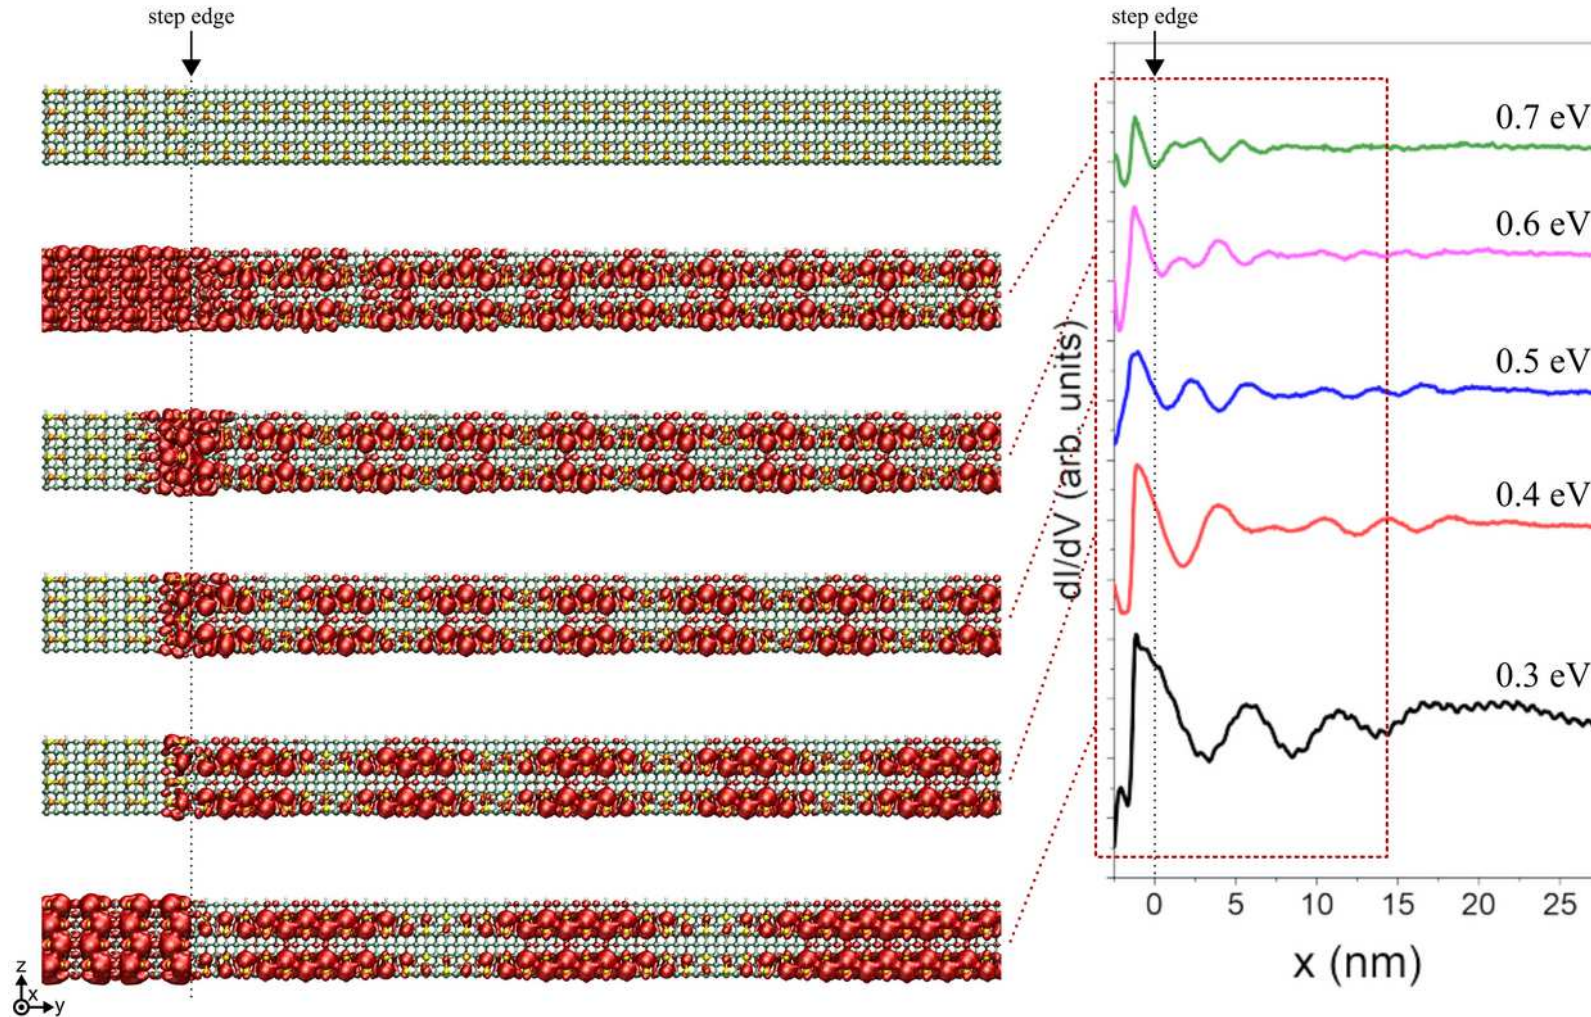 step edge
step edge
0.7 eV
0.6 eV
0.5 eV
0.4 eV
0.3 eV
dI/dV (arb. units)
0 5 10 15 20 25
x (nm)
z
x
y